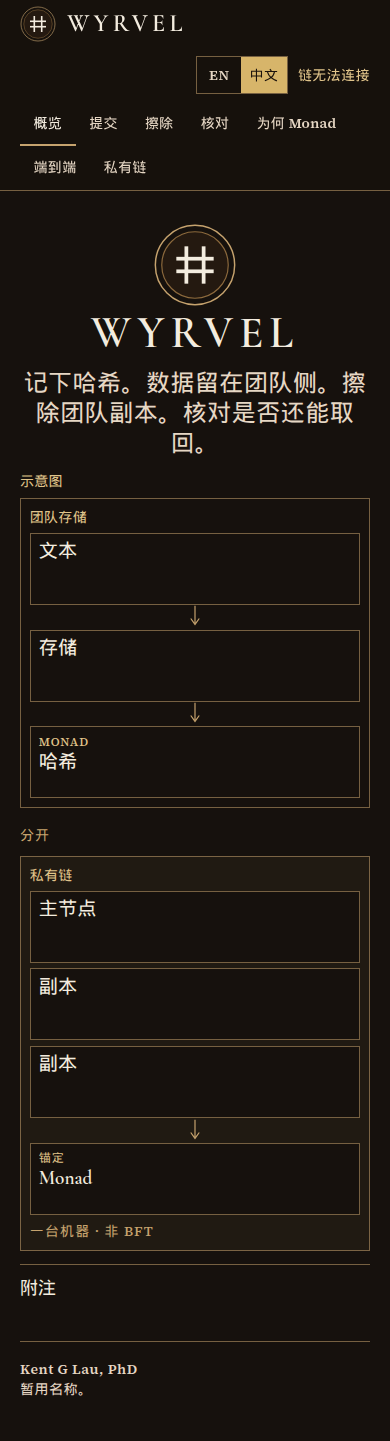 WYRVEL
EN 中文 链无法连接
概览 提交 擦除 核对 为何 Monad
端到端 私有链
WYRVEL
记下哈希。数据留在团队侧。擦
除团队副本。核对是否还能取
回。
示意图
团队存储
文本
存储
MONAD
哈希
分开
私有链
主节点
副本
副本
锚定
Monad
一台机器 · 非 BFT
附注
Kent G Lau, PhD
暂用名称。